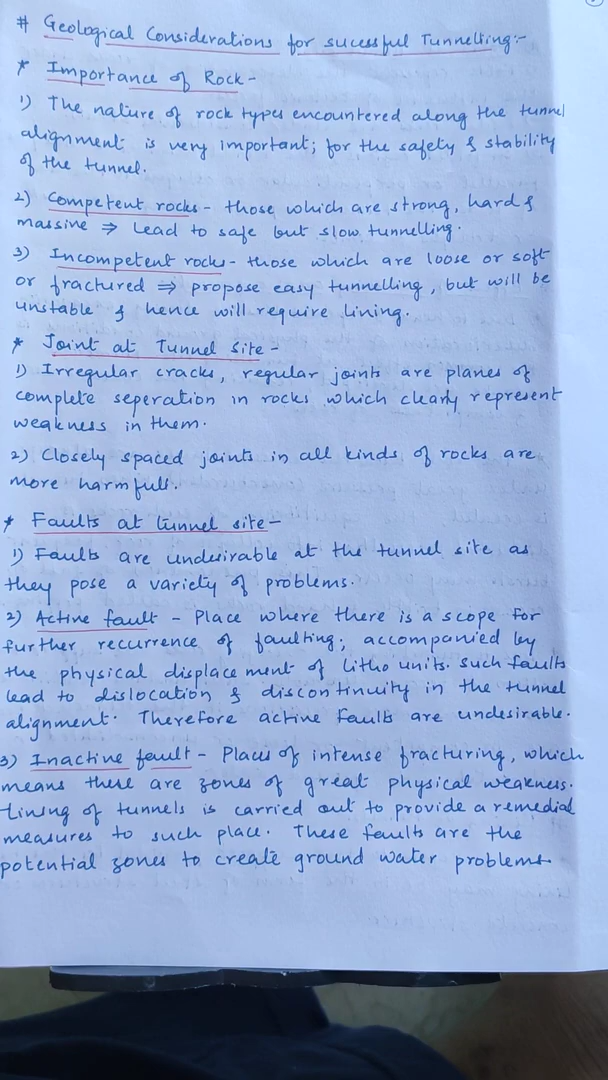 # Geological Considerations for sucessful Tunnelling:-
* Importance of Rock -
1) The nature of rock types encountered along the tunnel
alignment is very important; for the safety & stability
of the tunnel.
2) Competent rocks - those which are strong, hard &
massive ⇒ Lead to safe but slow tunnelling.
3) Incompetent rocks - those which are loose or soft
or fractured ⇒ propose easy tunnelling, but will be
unstable & hence will require lining.
* Joint at Tunnel Site -
1) Irregular cracks, regular joints are planes of
complete seperation in rocks which clearly represent
weakness in them.
2) Closely spaced joints in all kinds of rocks are
more harmfull.
* Faults at tunnel site -
1) Faults are undesirable at the tunnel site as
they pose a variety of problems.
2) Active fault - Place where there is a scope for
further recurrence of faulting; accompanied by
the physical displacement of litho units. Such faults
lead to dislocation & discontinuity in the tunnel
alignment. Therefore active faults are undesirable.
3) Inactive fault - Places of intense fracturing, which
means these are zones of great physical weakness.
Lining of tunnels is carried out to provide a remedial
measures to such place. These faults are the
potential zones to create ground water problems